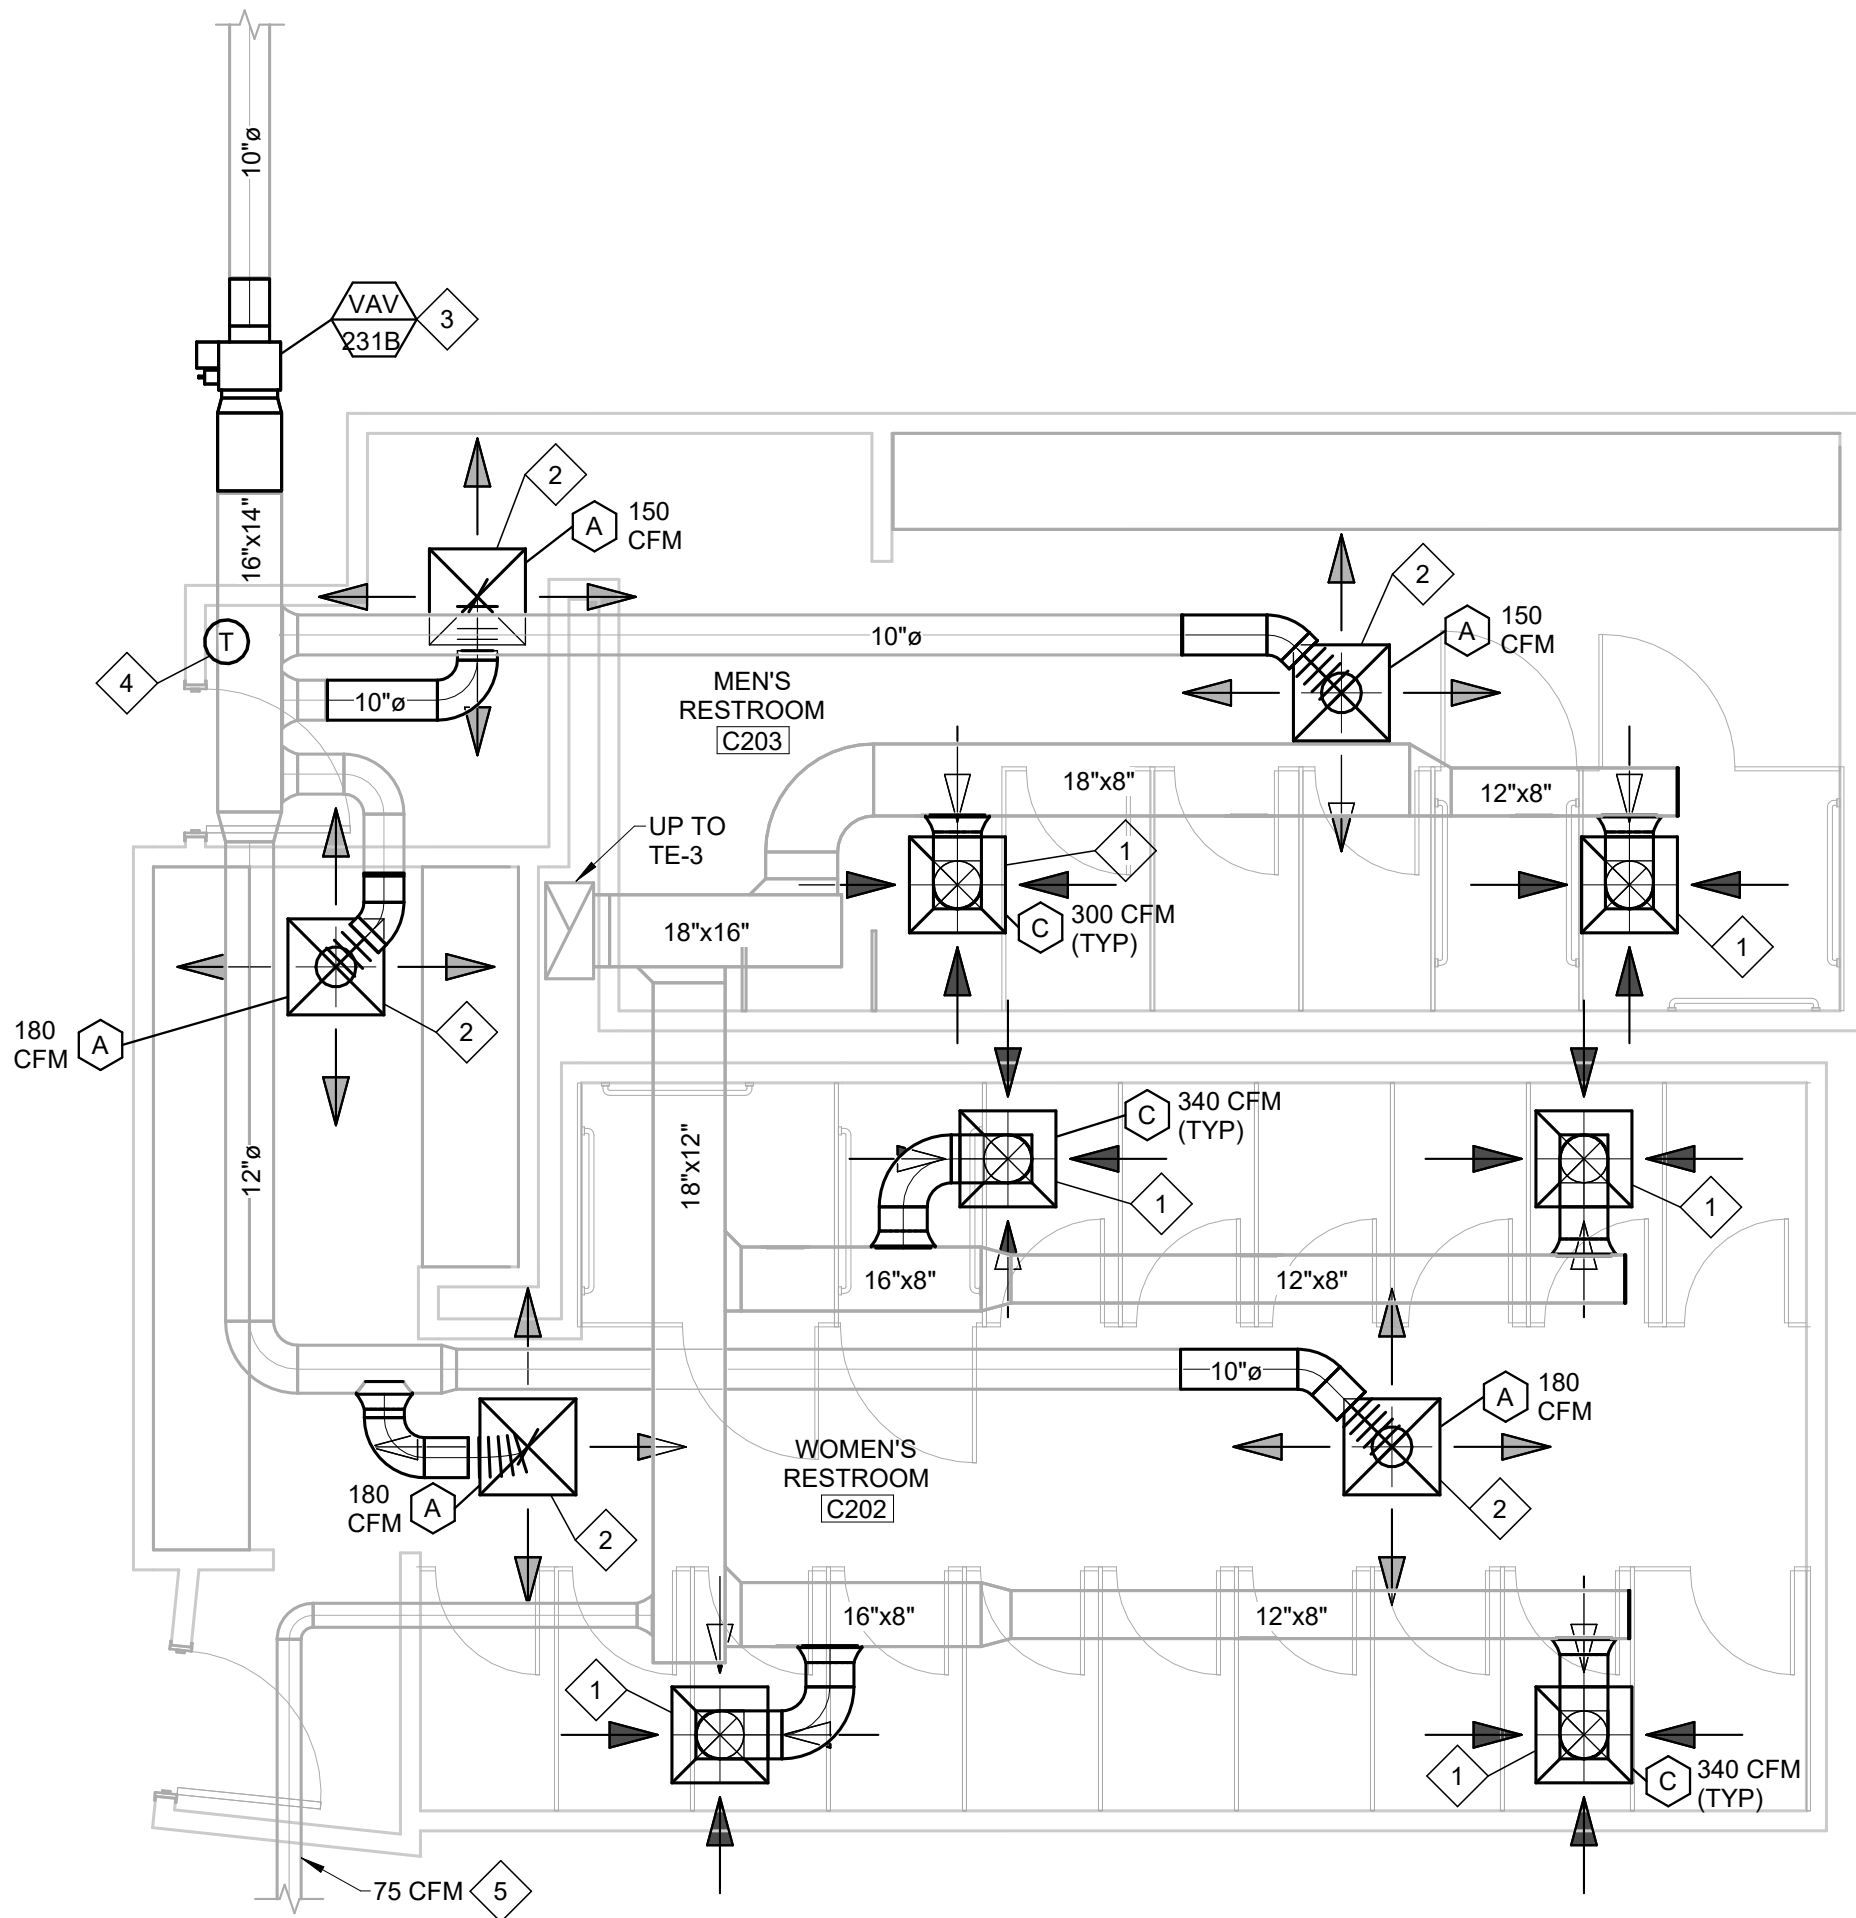 10"ø
VAV
231B
3
16"x14"
2
A
150
CFM
2
A
150
CFM
T
4
10"ø
10"ø
MEN'S
RESTROOM
C203
18"x8"
12"x8"
UP TO
TE-3
1
18"x16"
C
300 CFM
(TYP)
1
180
CFM
A
2
12"ø
18"x12"
C
340 CFM
(TYP)
1
1
16"x8"
12"x8"
10"ø
A
180
CFM
WOMEN'S
RESTROOM
C202
180
CFM
A
2
2
16"x8"
12"x8"
1
1
C
340 CFM
(TYP)
75 CFM
5